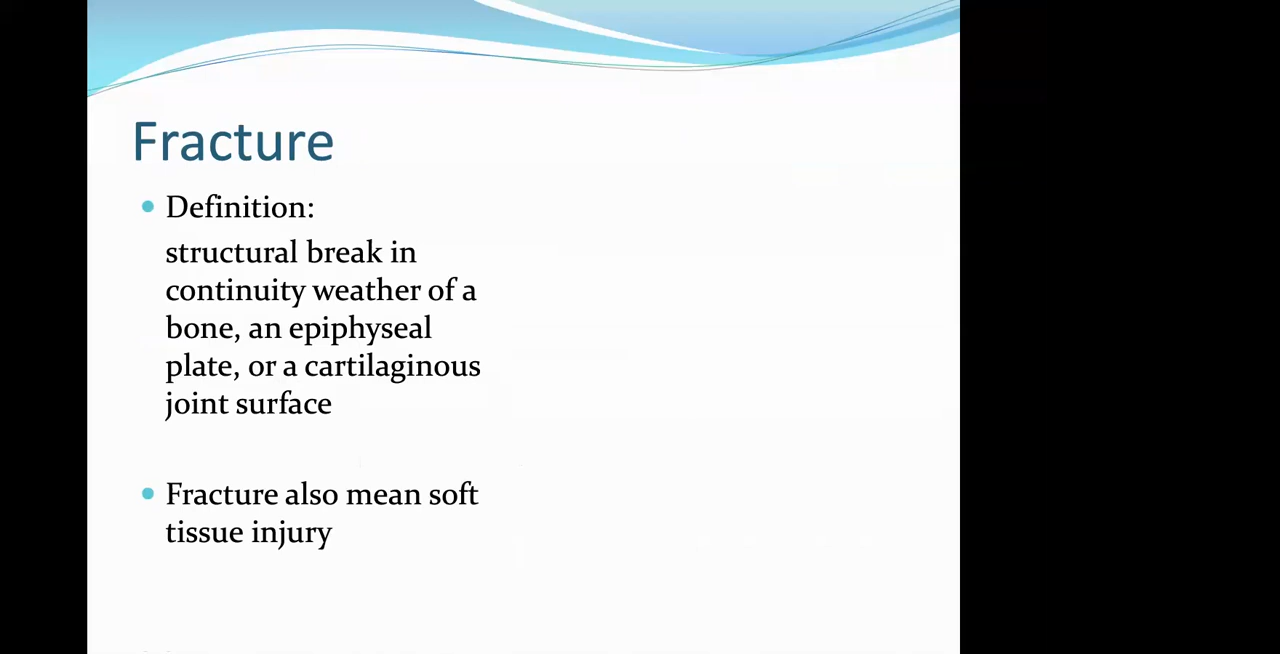 Fracture
Definition:
structural break in
continuity weather of a
bone, an epiphyseal
plate, or a cartilaginous
joint surface
Fracture also mean soft
tissue injury